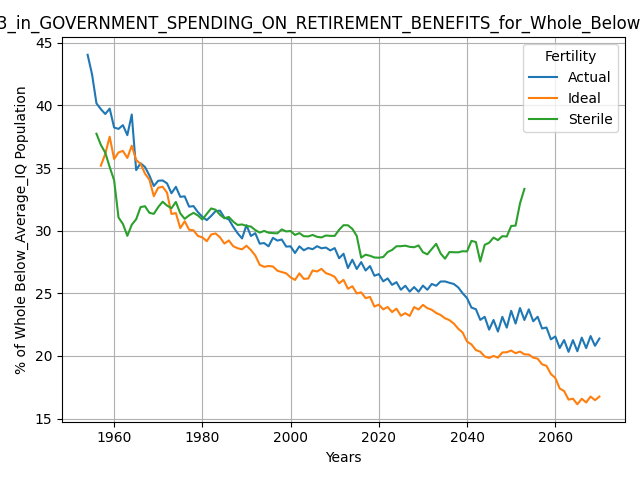 3_in_GOVERNMENT_SPENDING_ON_RETIREMENT_BENEFITS_for_Whole_Below
45
40
35
30
25
20
15
% of Whole Below_Average_IQ Population
Fertility
Actual
Ideal
Sterile
1960 1980 2000 2020 2040 2060
Years